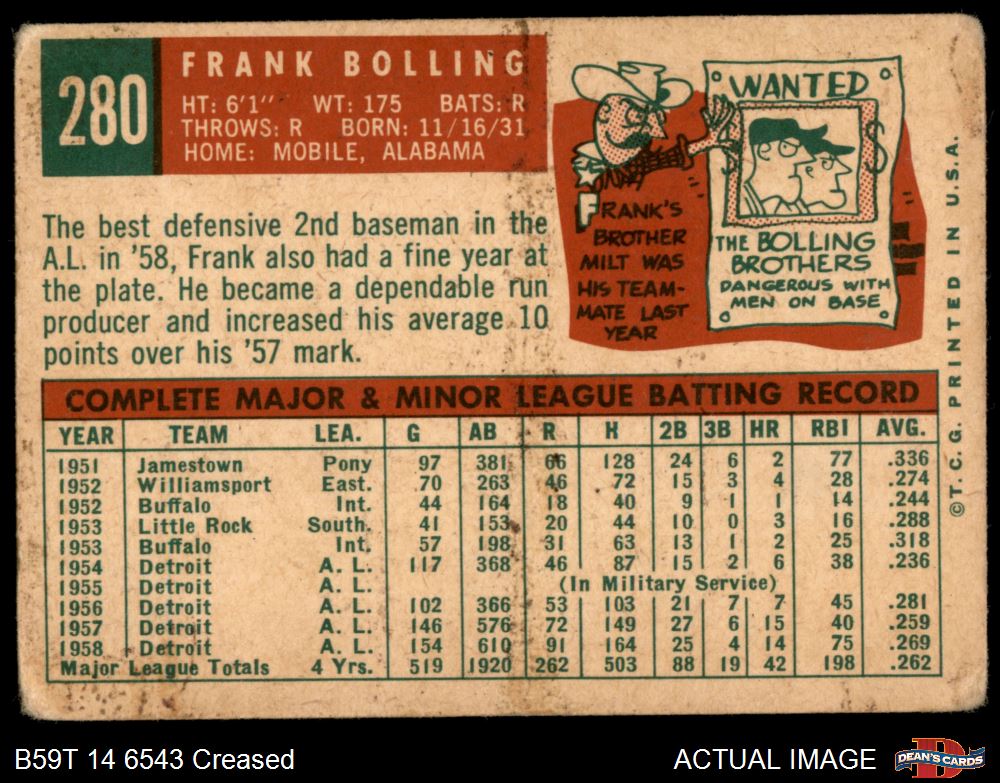 280
FRANK BOLLING
HT: 6'1" WT: 175 BATS: R
THROWS: R BORN: 11/16/31
HOME: MOBILE, ALABAMA
The best defensive 2nd baseman in the
A.L. in '58, Frank also had a fine year at
the plate. He became a dependable run
producer and increased his average 10
points over his '57 mark.
WANTED
$ $
THE BOLLING
BROTHERS
DANGEROUS WITH
MEN ON BASE
FRANK'S
BROTHER
MILT WAS
HIS TEAM-
MATE LAST
YEAR
©T. C. G. PRINTED IN U.S.A.
COMPLETE MAJOR & MINOR LEAGUE BATTING RECORD
YEAR TEAM LEA. G AB R H 2B 3B HR RBI AVG.
1951 Jamestown Pony 97 381 66 128 24 6 2 77 .336
1952 Williamsport East. 70 263 46 72 15 3 4 28 .274
1952 Buffalo Int. 44 164 18 40 9 1 1 14 .244
1953 Little Rock South. 41 153 20 44 10 0 3 16 .288
1953 Buffalo Int. 57 198 31 63 13 1 2 25 .318
1954 Detroit A. L. 117 368 46 87 15 2 6 38 .236
1955 Detroit A. L. (In Military Service)
1956 Detroit A. L. 102 366 53 103 21 7 7 45 .281
1957 Detroit A. L. 146 576 72 149 27 6 15 40 .259
1958 Detroit A. L. 154 610 91 164 25 4 14 75 .269
Major League Totals 4 Yrs. 519 1920 262 503 88 19 42 198 .262
B59T 14 6543 Creased
ACTUAL IMAGE
D
DEAN'S CARDS